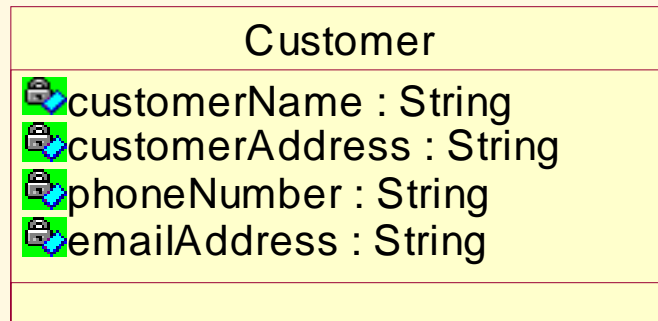 Customer
customerName : String
customerAddress : String
phoneNumber : String
emailAddress : String